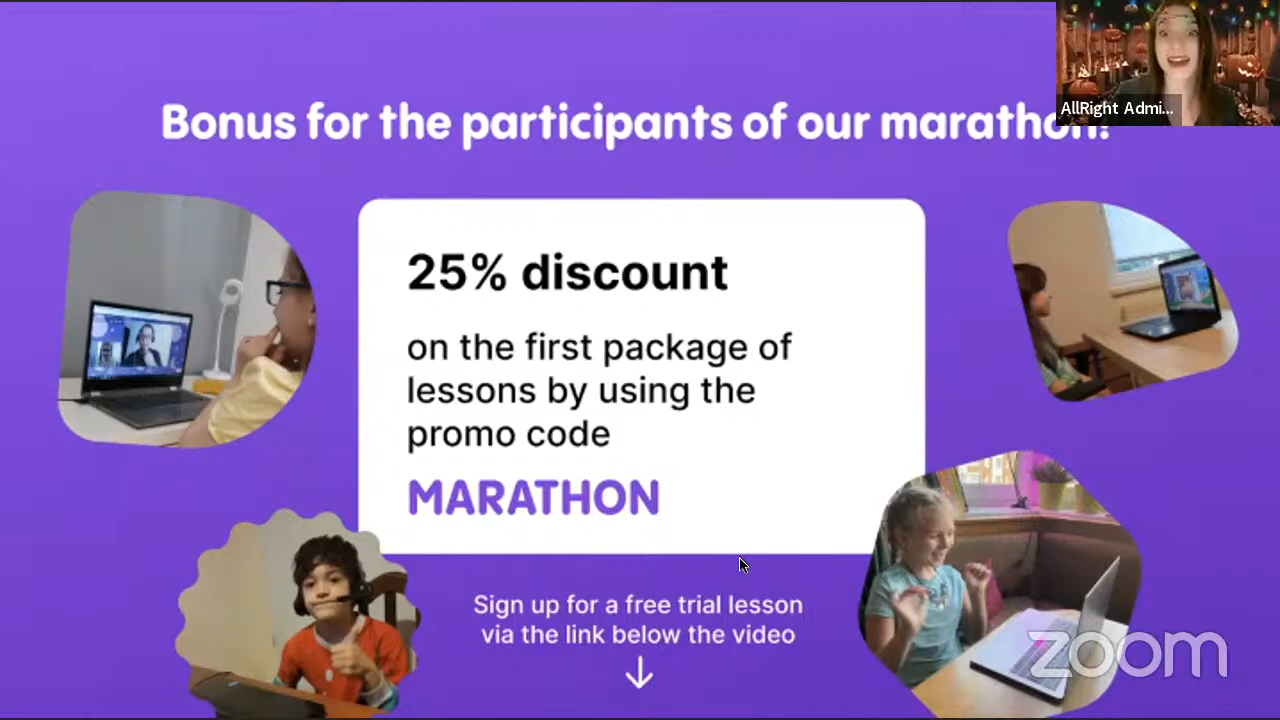 Bonus for the participants of our marathon!
AllRight Admi...
25% discount
on the first package of
lessons by using the
promo code
MARATHON
Sign up for a free trial lesson
via the link below the video
zoom